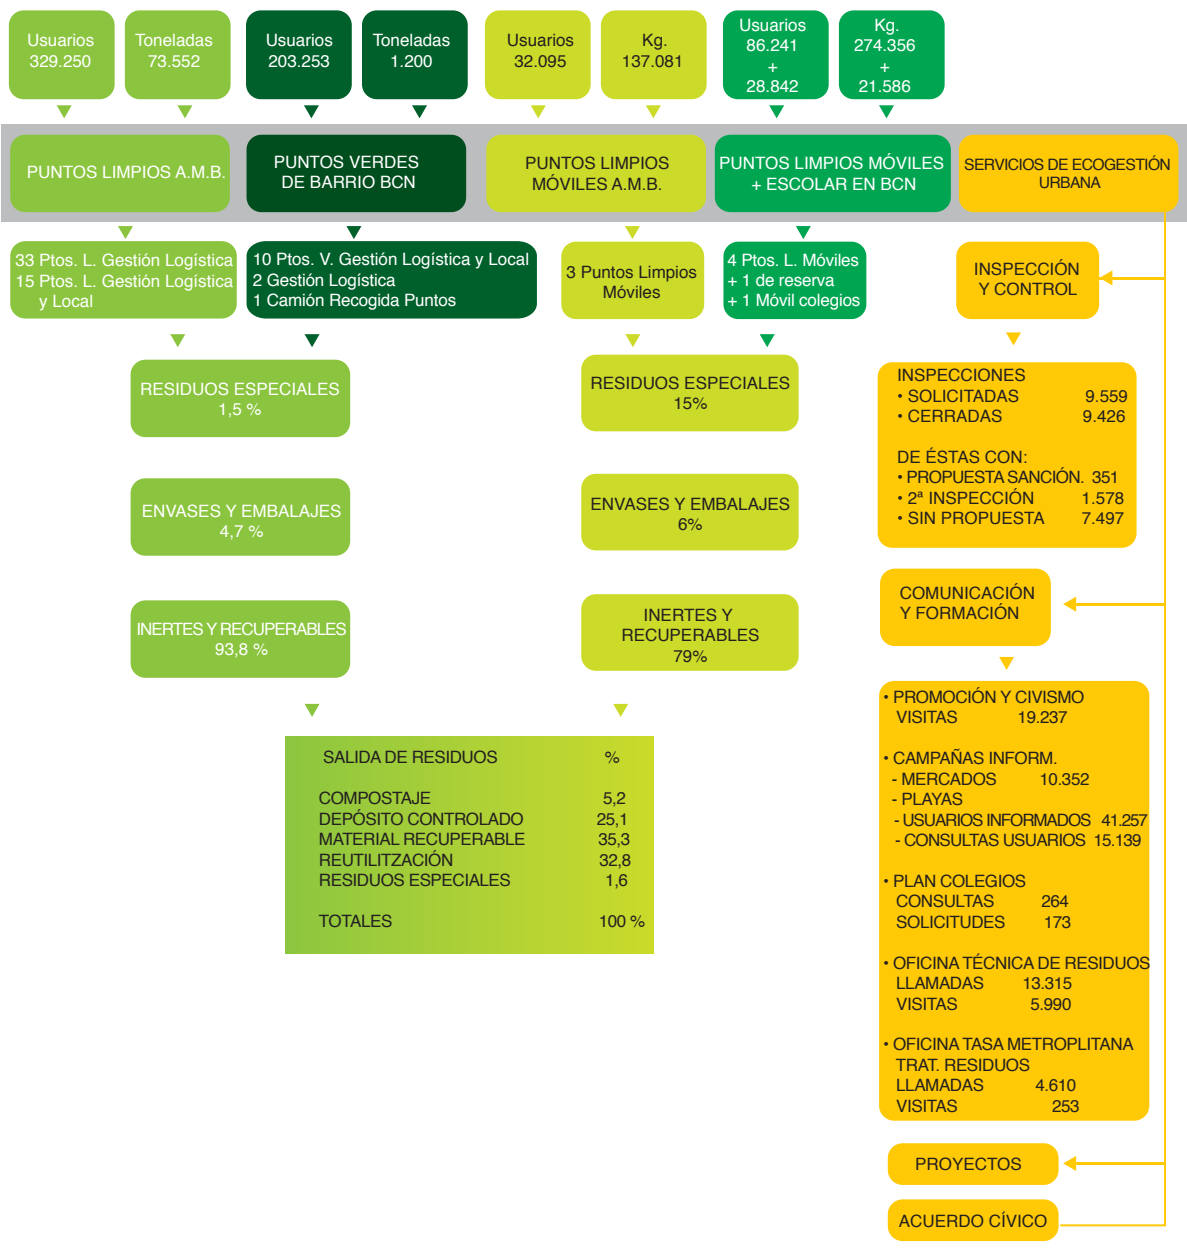 Usuarios
329.250
Toneladas
73.552
Usuarios
203.253
Toneladas
1.200
Usuarios
32.095
Kg.
137.081
Usuarios
86.241
+
28.842
Kg.
274.356
+
21.586
PUNTOS LIMPIOS A.M.B.
PUNTOS VERDES
DE BARRIO BCN
PUNTOS LIMPIOS
MÓVILES A.M.B.
PUNTOS LIMPIOS MÓVILES
+ ESCOLAR EN BCN
SERVICIOS DE ECOGESTIÓN
URBANA
33 Ptos. L. Gestión Logística
15 Ptos. L. Gestión Logística
y Local
10 Ptos. V. Gestión Logística y Local
2 Gestión Logística
1 Camión Recogida Puntos
3 Puntos Limpios
Móviles
4 Ptos. L. Móviles
+ 1 de reserva
+ 1 Móvil colegios
RESIDUOS ESPECIALES
1,5 %
ENVASES Y EMBALAJES
4,7 %
INERTES Y RECUPERABLES
93,8 %
RESIDUOS ESPECIALES
15%
ENVASES Y EMBALAJES
6%
INERTES Y
RECUPERABLES
79%
SALIDA DE RESIDUOS %
COMPOSTAJE 5,2
DEPÓSITO CONTROLADO 25,1
MATERIAL RECUPERABLE 35,3
REUTILITZACIÓN 32,8
RESIDUOS ESPECIALES 1,6
TOTALES 100 %
INSPECCIÓN
Y CONTROL
INSPECCIONES
• SOLICITADAS 9.559
• CERRADAS 9.426
DE ÉSTAS CON:
• PROPUESTA SANCIÓN. 351
• 2ª INSPECCIÓN 1.578
• SIN PROPUESTA 7.497
COMUNICACIÓN
Y FORMACIÓN
• PROMOCIÓN Y CIVISMO
VISITAS 19.237
• CAMPAÑAS INFORM.
- MERCADOS 10.352
- PLAYAS
- USUARIOS INFORMADOS 41.257
- CONSULTAS USUARIOS 15.139
• PLAN COLEGIOS
CONSULTAS 264
SOLICITUDES 173
• OFICINA TÉCNICA DE RESIDUOS
LLAMADAS 13.315
VISITAS 5.990
• OFICINA TASA METROPLITANA
TRAT. RESIDUOS
LLAMADAS 4.610
VISITAS 253
PROYECTOS
ACUERDO CÍVICO